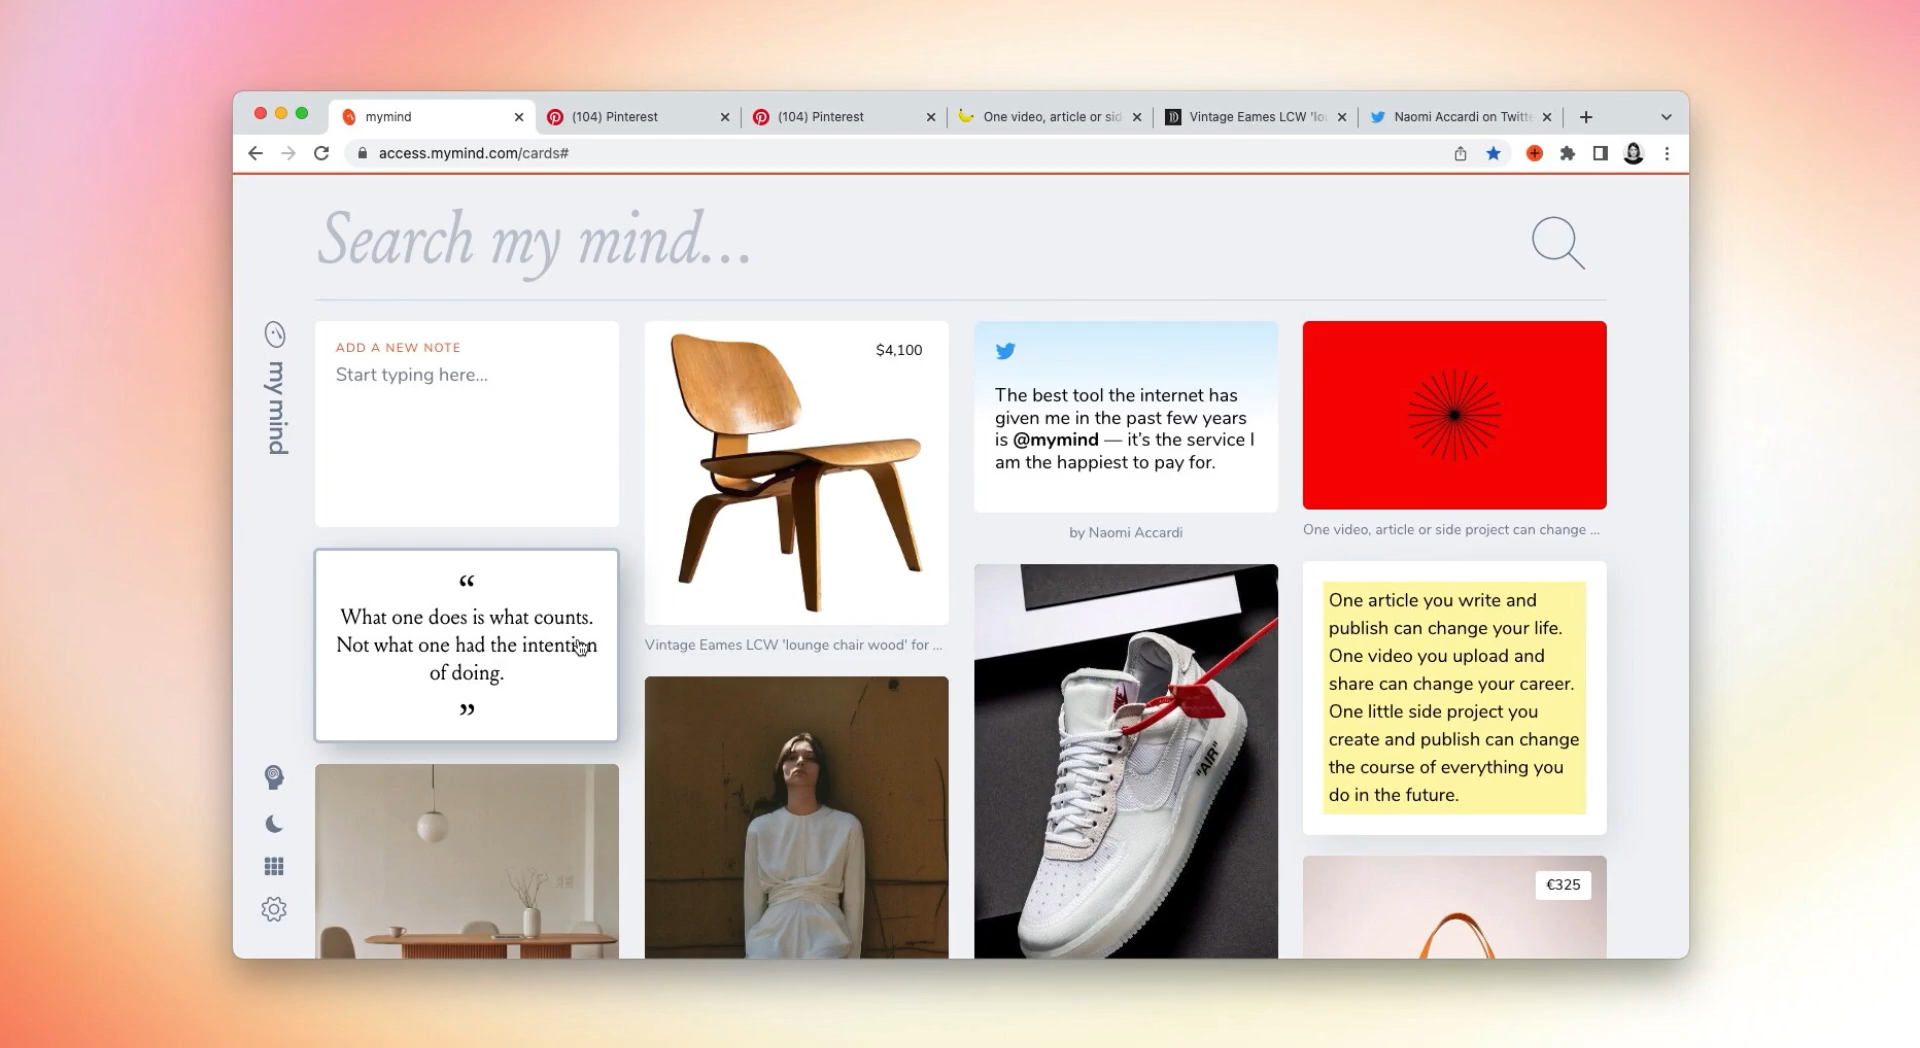 mymind
(104) Pinterest
(104) Pinterest
One video, article or sid
Vintage Eames LCW 'lou
Naomi Accardi on Twitte
access.mymind.com/cards#
Search my mind...
mymind
ADD A NEW NOTE
Start typing here...
“
What one does is what counts.
Not what one had the intention
of doing.
”
$4,100
Vintage Eames LCW 'lounge chair wood' for ...
The best tool the internet has
given me in the past few years
is @mymind — it's the service I
am the happiest to pay for.
by Naomi Accardi
"AIR"
One video, article or side project can change ...
One article you write and
publish can change your life.
One video you upload and
share can change your career.
One little side project you
create and publish can change
the course of everything you
do in the future.
€325